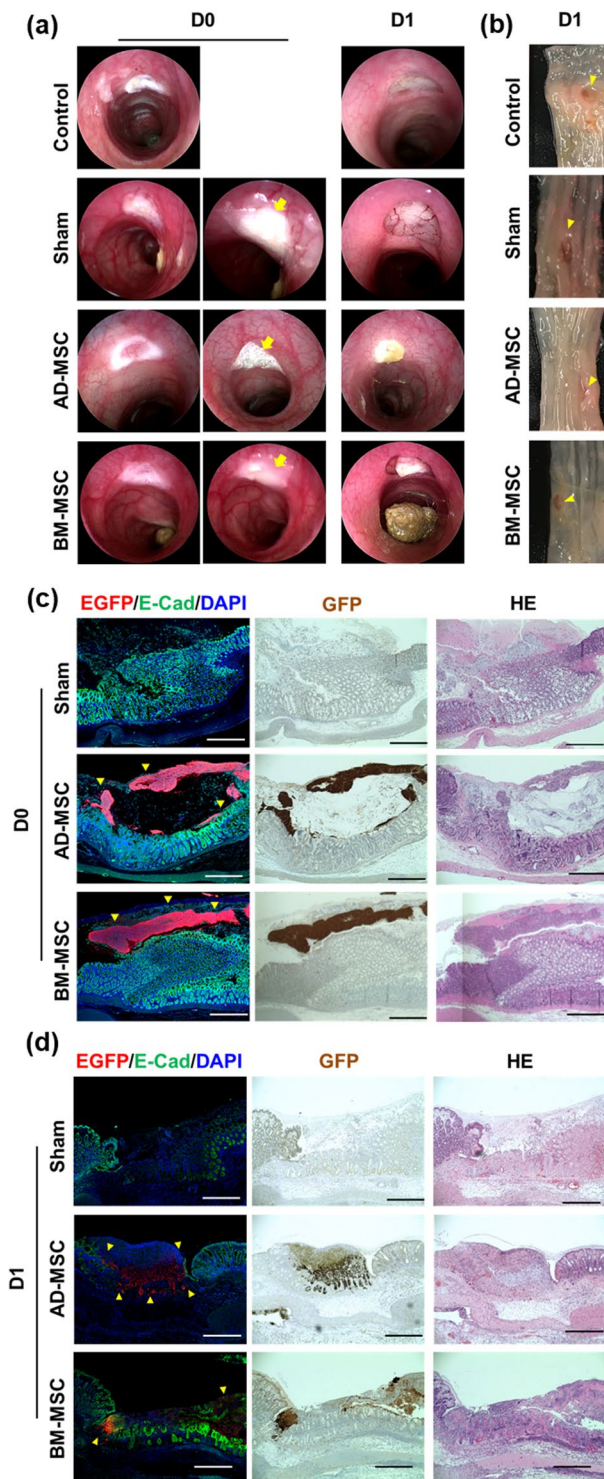 (a)
D0
D1
(b)
D1
Control
Control
Sham
Sham
AD-MSC
AD-MSC
BM-MSC
BM-MSC
(c)
EGFP/E-Cad/DAPI
GFP
HE
D0
Sham
AD-MSC
BM-MSC
(d)
EGFP/E-Cad/DAPI
GFP
HE
D1
Sham
AD-MSC
BM-MSC